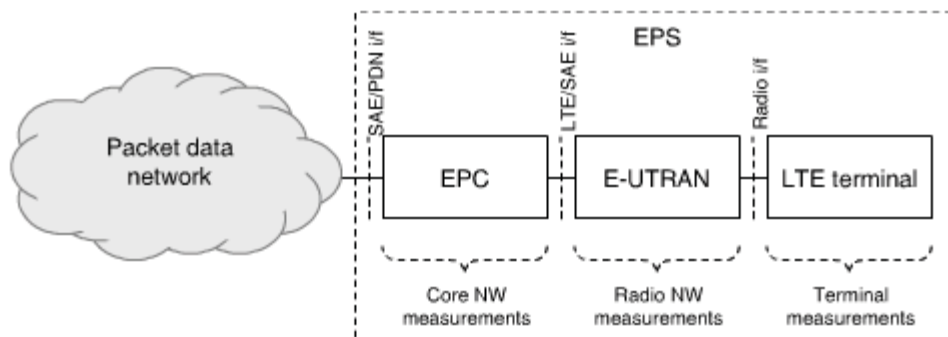 EPS
SAE/PDN i/f
LTE/SAE i/f
Radio i/f
Packet data
network
EPC
E-UTRAN
LTE terminal
Core NW
measurements
Radio NW
measurements
Terminal
measurements